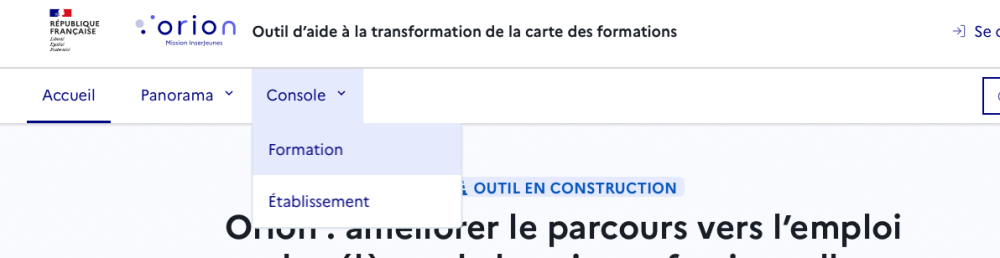 RÉPUBLIQUE
FRANÇAISE
Liberté
Égalité
Fraternité
orion
Mission InserJeunes
Outil d’aide à la transformation de la carte des formations
Se
Accueil
Panorama
Console
Formation
Établissement
OUTIL EN CONSTRUCTION
Orion : améliorer le parcours vers l’emploi